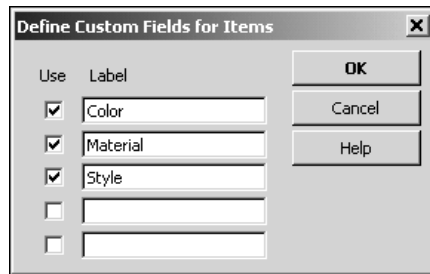 Define Custom Fields for Items
Use Label
OK
Color
Cancel
Material
Help
Style